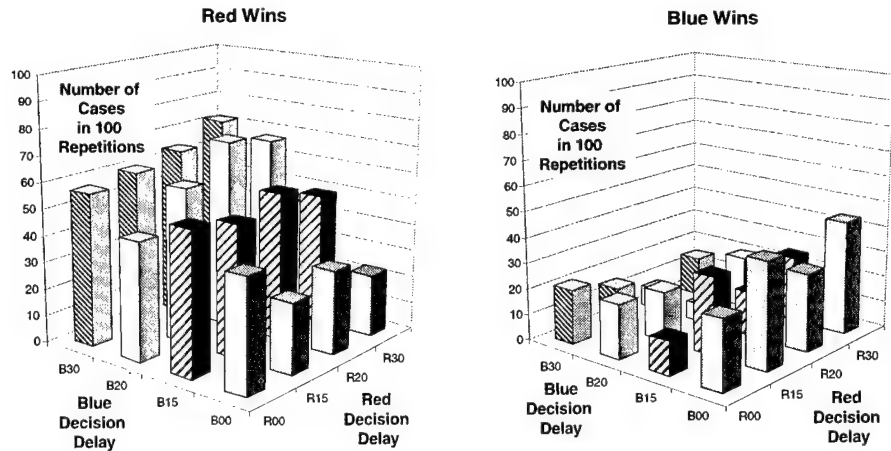 Red Wins
Number of
Cases
in 100
Repetitions
100
90
80
70
60
50
40
30
20
10
0
B30
B20
B15
B00
R00
R15
R20
R30
Blue
Decision
Delay
Red
Decision
Delay
Blue Wins
Number of
Cases
in 100
Repetitions
100
90
80
70
60
50
40
30
20
10
0
B30
B20
B15
B00
R00
R15
R20
R30
Blue
Decision
Delay
Red
Decision
Delay